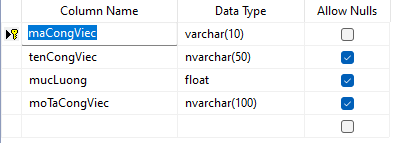 Column Name Data Type Allow Nulls
maCongViec varchar(10)
tenCongViec nvarchar(50)
mucLuong float
moTaCongViec nvarchar(100)